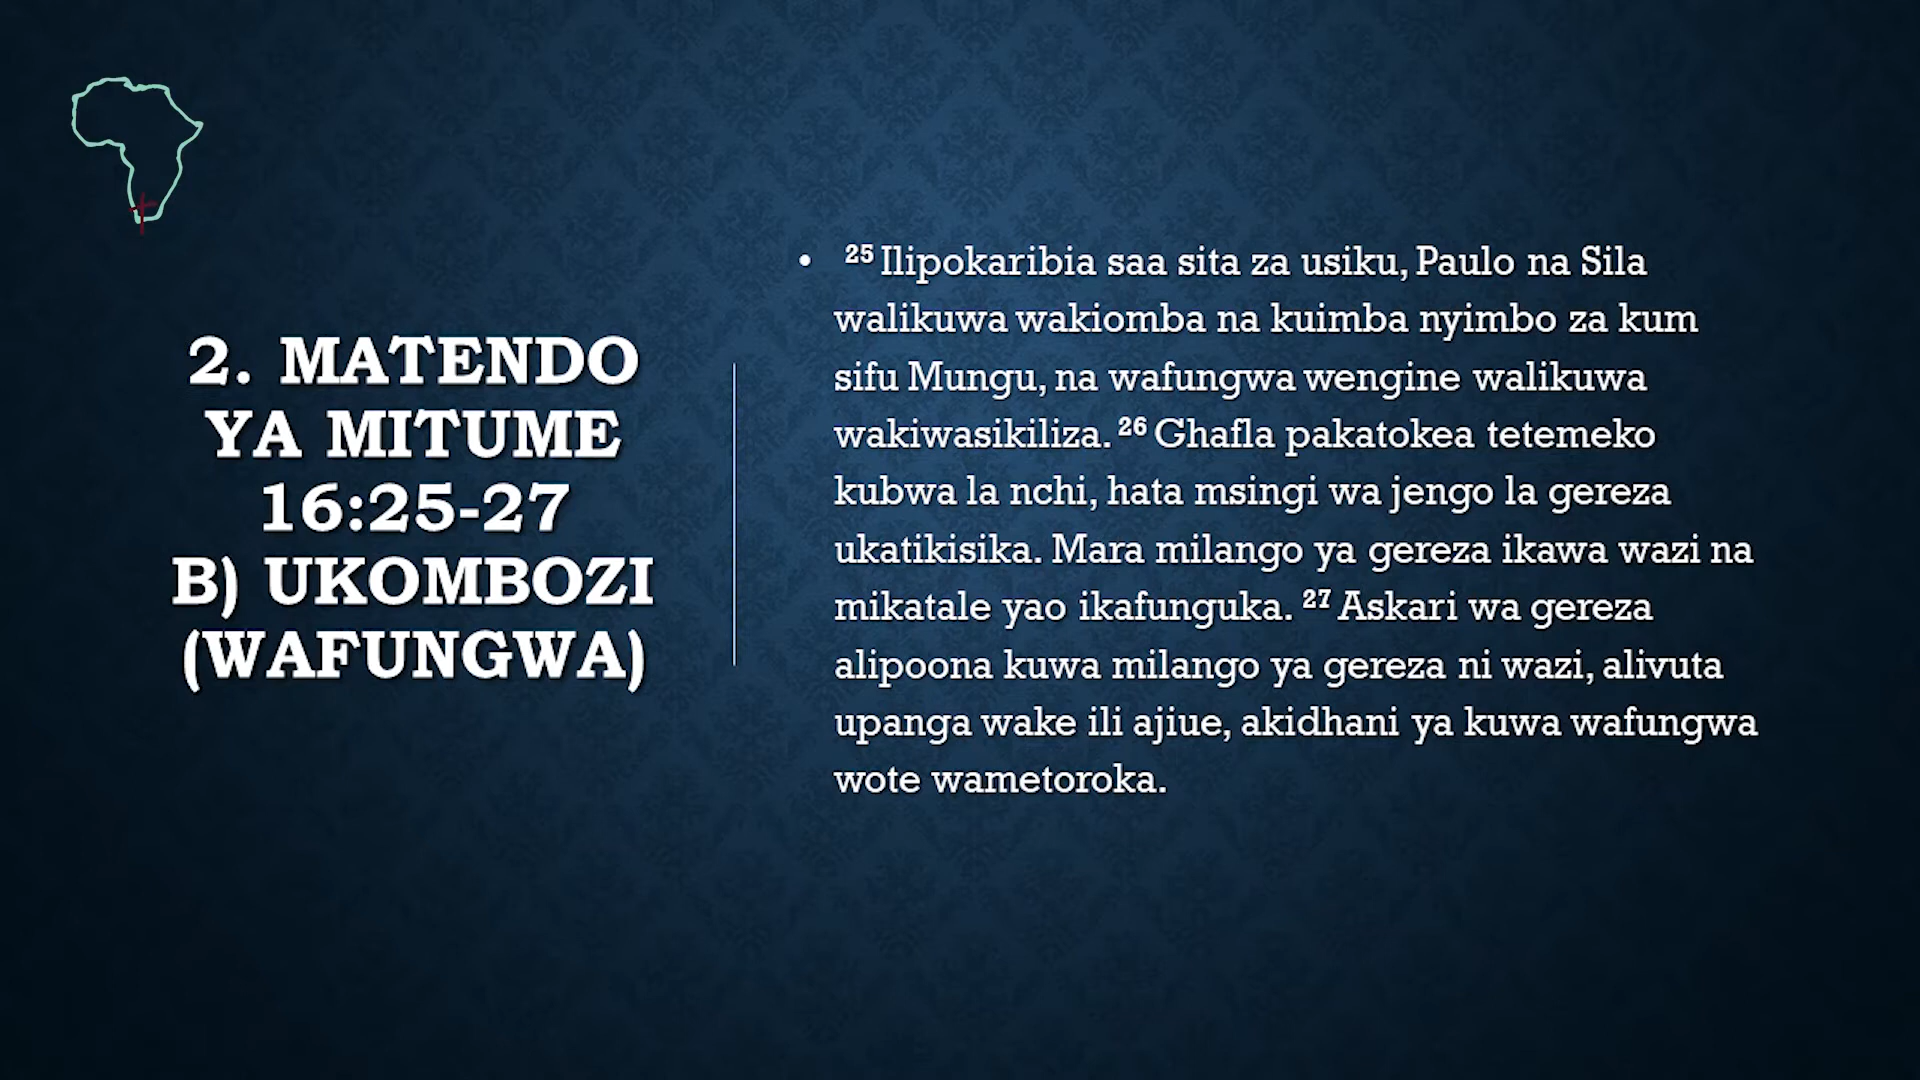 2. MATENDO
YA MITUME
16:25-27
B) UKOMBOZI
(WAFUNGWA)
• 25 Ilipokaribia saa sita za usiku, Paulo na Sila
walikuwa wakiomba na kuimba nyimbo za kum
sifu Mungu, na wafungwa wengine walikuwa
wakiwasikiliza. 26 Ghafla pakatokea tetemeko
kubwa la nchi, hata msingi wa jengo la gereza
ukatikisika. Mara milango ya gereza ikawa wazi na
mikatale yao ikafunguka. 27 Askari wa gereza
alipoona kuwa milango ya gereza ni wazi, alivuta
upanga wake ili ajiue, akidhani ya kuwa wafungwa
wote wametoroka.